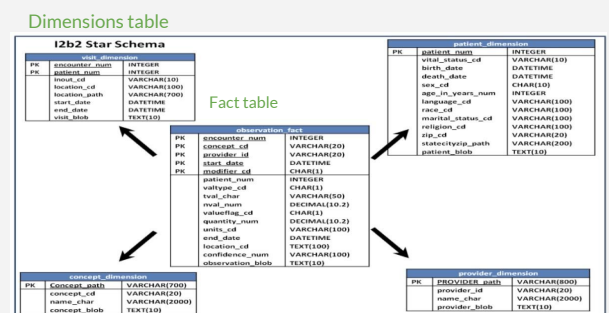 Dimensions table
I2b2 Star Schema
visit_dimension
PK encounter_num INTEGER
PK patient_num INTEGER
inout_cd VARCHAR(10)
location_cd VARCHAR(100)
location_path VARCHAR(700)
start_date DATETIME
end_date DATETIME
visit_blob TEXT(10)
patient_dimension
PK patient_num INTEGER
vital_status_cd VARCHAR(10)
birth_date DATETIME
death_date DATETIME
sex_cd CHAR(10)
age_in_years_num INTEGER
language_cd VARCHAR(100)
race_cd VARCHAR(100)
marital_status_cd VARCHAR(100)
religion_cd VARCHAR(100)
zip_cd VARCHAR(20)
statecityzip_path VARCHAR(200)
patient_blob TEXT(10)
Fact table
observation_fact
PK encounter_num INTEGER
PK concept_cd VARCHAR(20)
PK provider_id VARCHAR(20)
PK start_date DATETIME
PK modifier_cd CHAR(1)
patient_num INTEGER
valtype_cd CHAR(1)
tval_char VARCHAR(50)
nval_num DECIMAL(10.2)
valueflag_cd CHAR(1)
quantity_num DECIMAL(10.2)
units_cd VARCHAR(100)
end_date DATETIME
location_cd TEXT(100)
confidence_num VARCHAR(100)
observation_blob TEXT(10)
concept_dimension
PK Concept_path VARCHAR(700)
concept_cd VARCHAR(20)
name_char VARCHAR(2000)
concept_blob TEXT(10)
provider_dimension
PK PROVIDER_path VARCHAR(800)
provider_id VARCHAR(20)
name_char VARCHAR(2000)
provider_blob TEXT(10)